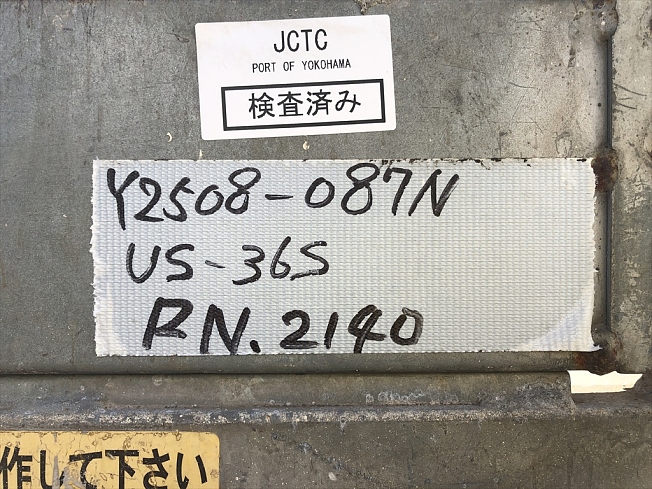 JCTC
PORT OF YOKOHAMA
検査済み
Y2508-087N
US-36S
RN.2140
作して下さい